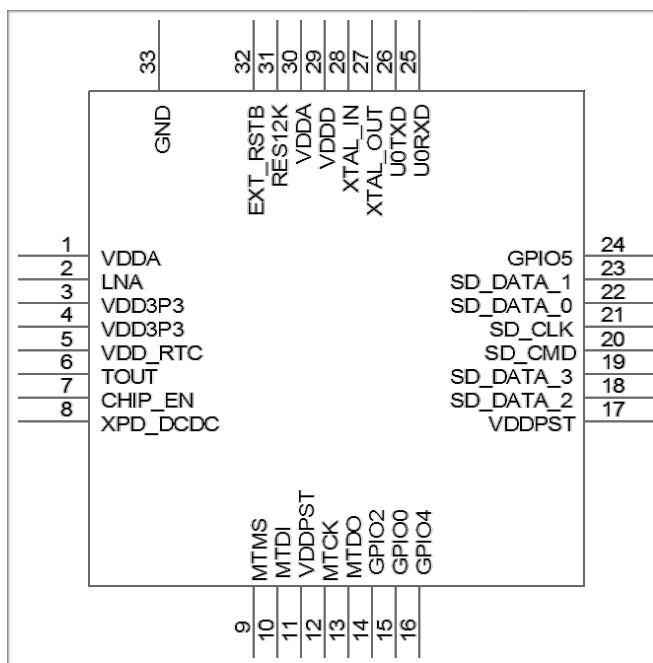 33
32
31
30
29
28
27
26
25
GND
EXT_RSTB
RES12K
VDDA
VDDD
XTAL_IN
XTAL_OUT
U0TXD
U0RXD
1 VDDA
2 LNA
3 VDD3P3
4 VDD3P3
5 VDD_RTC
6 TOUT
7 CHIP_EN
8 XPD_DCDC
GPIO5 24
SD_DATA_1 23
SD_DATA_0 22
SD_CLK 21
SD_CMD 20
SD_DATA_3 19
SD_DATA_2 18
VDDPST 17
MTMS
MTDI
VDDPST
MTCK
MTDO
GPIO2
GPIO0
GPIO4
9
10
11
12
13
14
15
16